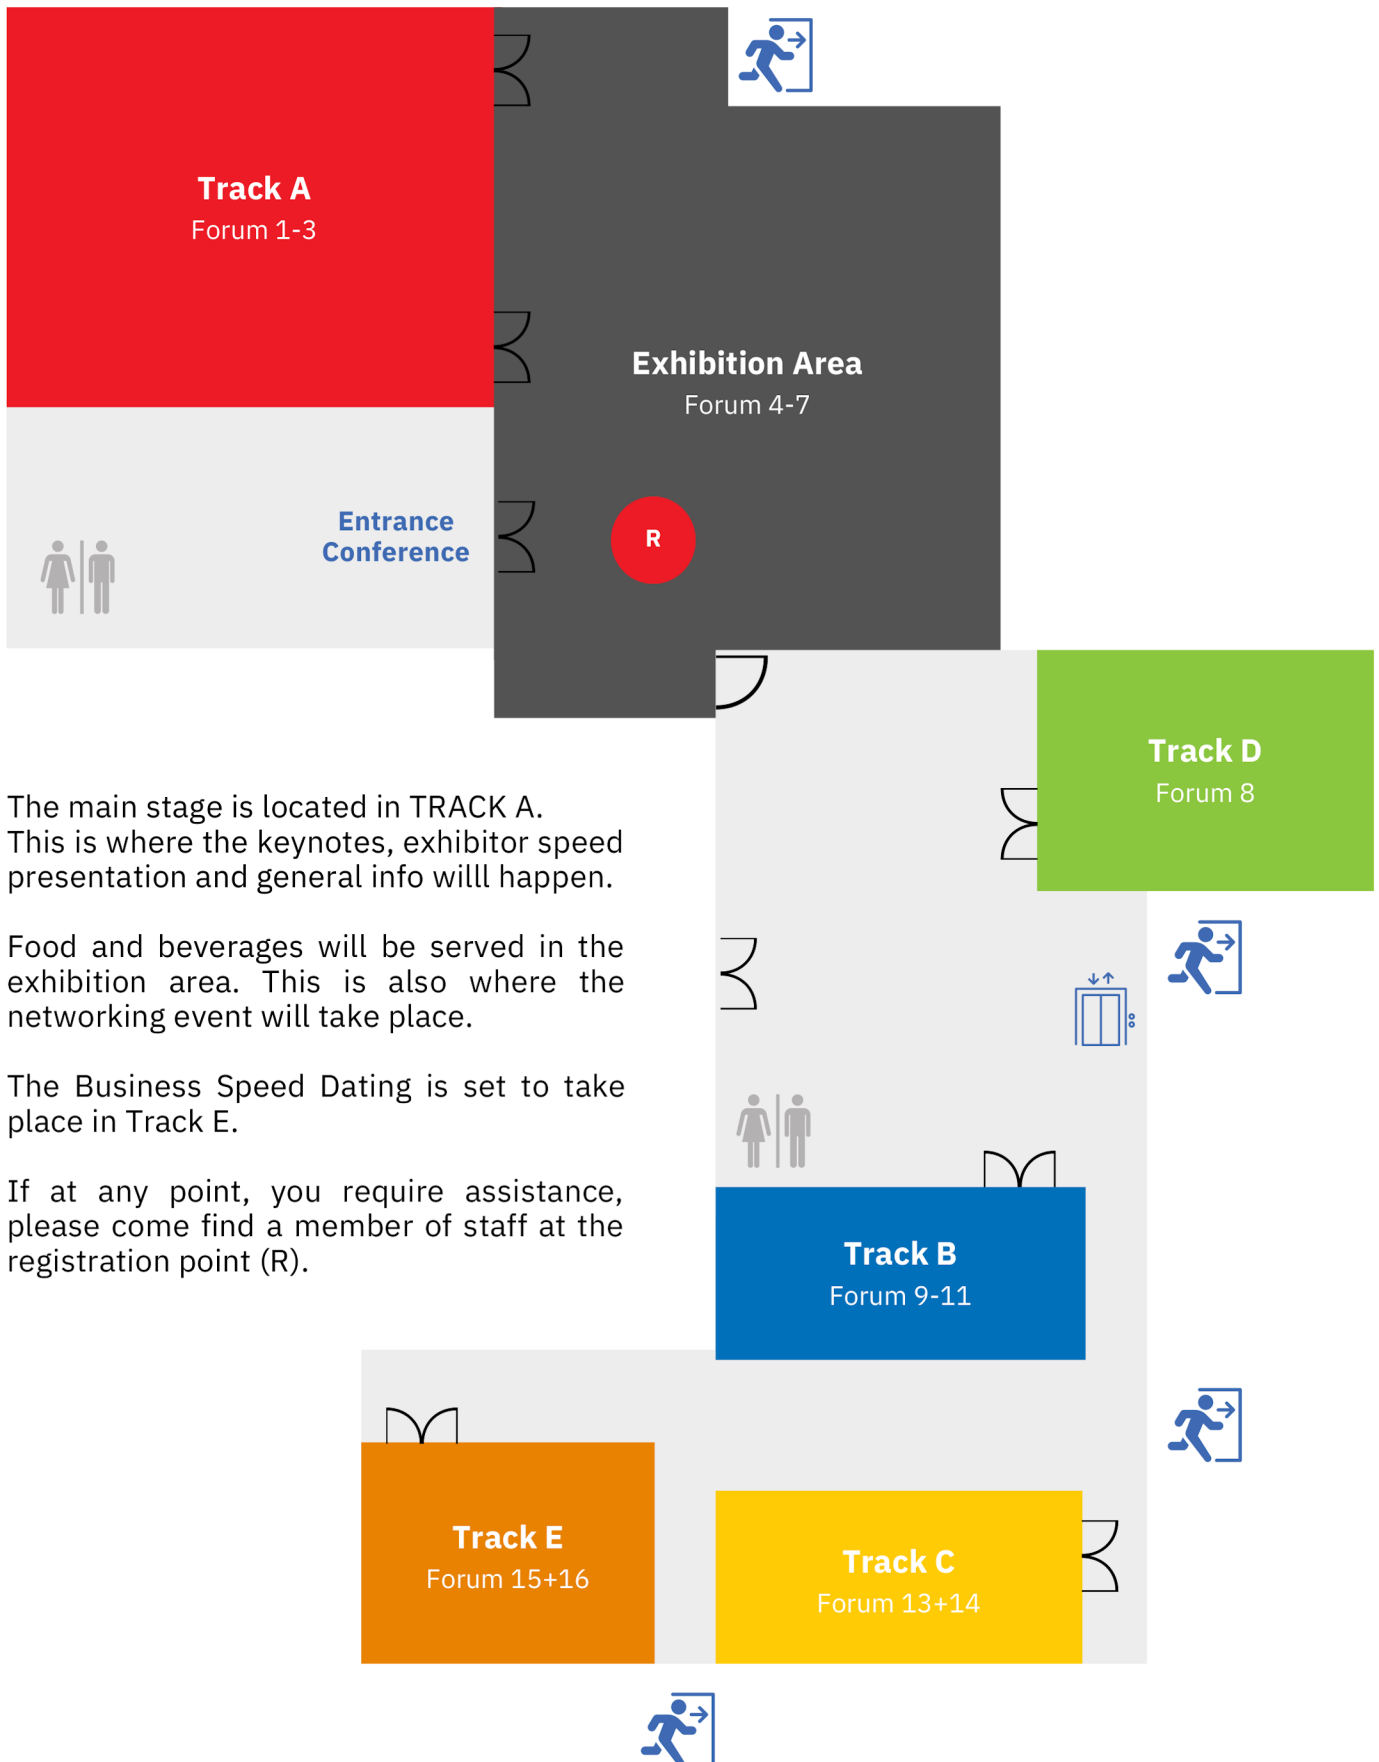 Track A
Forum 1-3
Exhibition Area
Forum 4-7
Entrance
Conference
R
Track D
Forum 8
The main stage is located in TRACK A.
This is where the keynotes, exhibitor speed
presentation and general info willl happen.
Food and beverages will be served in the
exhibition area. This is also where the
networking event will take place.
The Business Speed Dating is set to take
place in Track E.
If at any point, you require assistance,
please come find a member of staff at the
registration point (R).
Track B
Forum 9-11
Track E
Forum 15+16
Track C
Forum 13+14